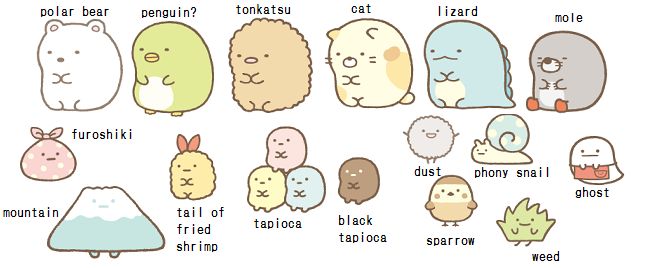 polar bear
penguin?
tonkatsu
cat
lizard
mole
furoshiki
mountain
tail of
fried
shrimp
tapioca
black
tapioca
dust
phony snail
sparrow
weed
ghost